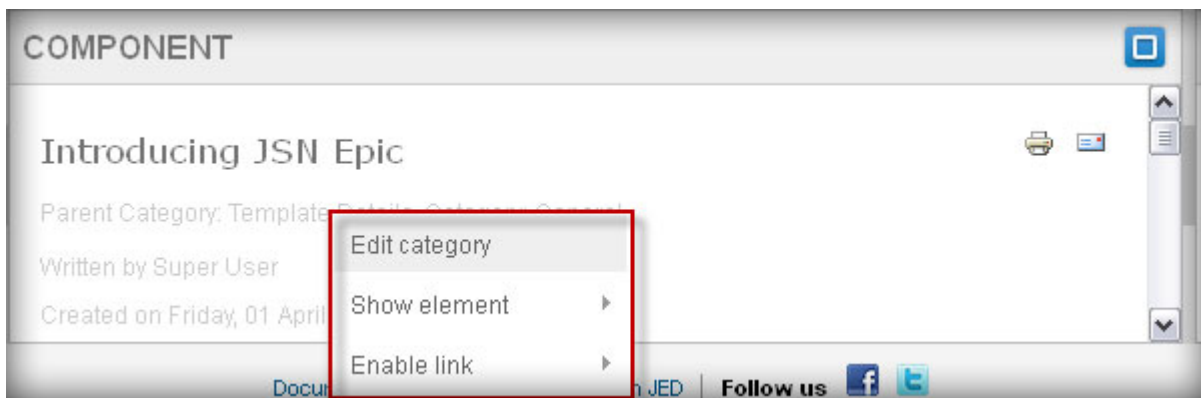 COMPONENT
Introducing JSN Epic
Parent Category: Template
Written by Super User
Created on Friday, 01 April
Edit category
Show element
Enable link
JED | Follow us